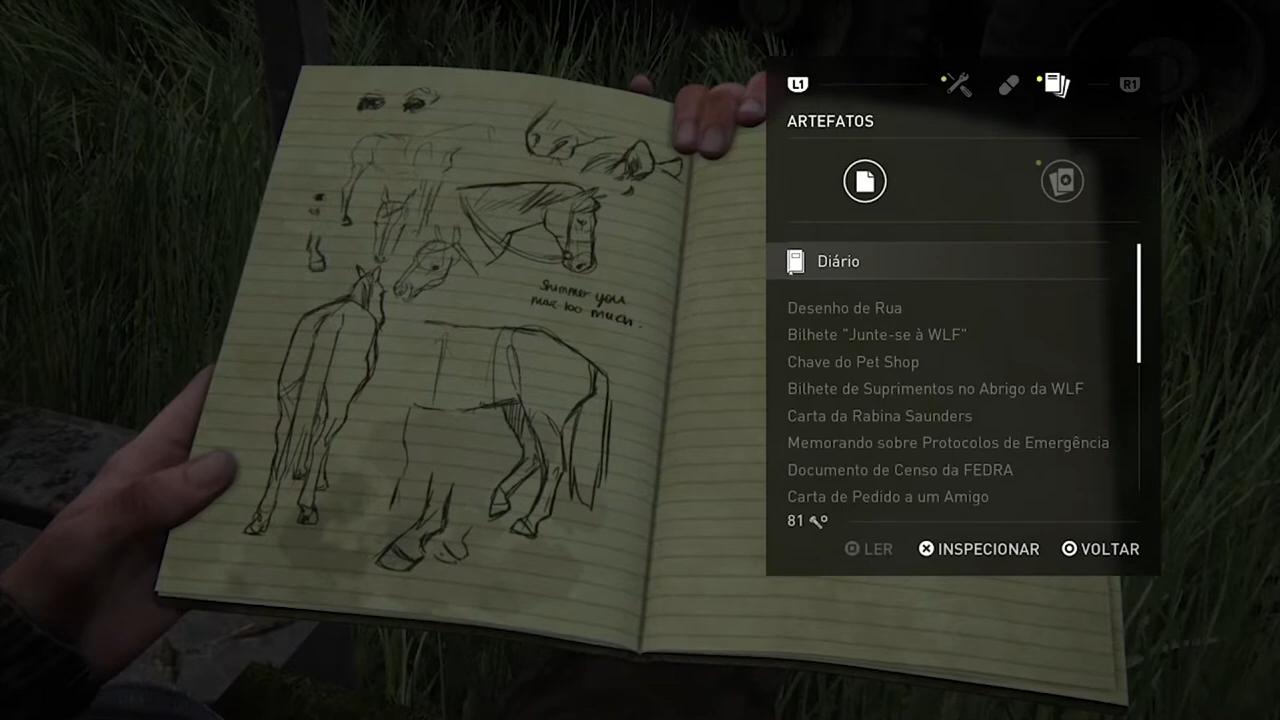 L1
R1
ARTEFATOS
Diário
Desenho de Rua
Bilhete "Junte-se à WLF"
Chave do Pet Shop
Bilhete de Suprimentos no Abrigo da WLF
Carta da Rabina Saunders
Memorando sobre Protocolos de Emergência
Documento de Censo da FEDRA
Carta de Pedido a um Amigo
81
LER INSPECIONAR VOLTAR
Summer you
too much.